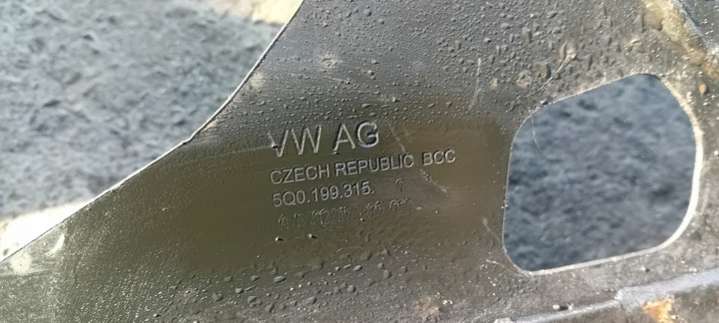 VW AG
CZECH REPUBLIC BCC
5Q0.199.315.